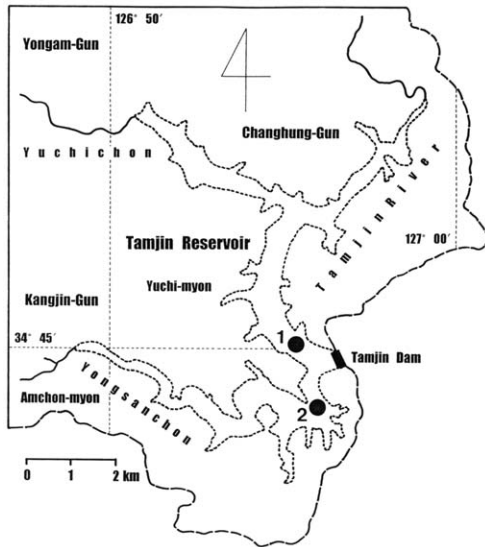 126° 50′
Yongam-Gun
Changhung-Gun
Yuchichon
Tamjin River
Tamjin Reservoir
127° 00′
Yuchi-myon
Kangjin-Gun
34° 45′
1
Tamjin Dam
Yongsanchon
Amchon-myon
2
0 1 2 km